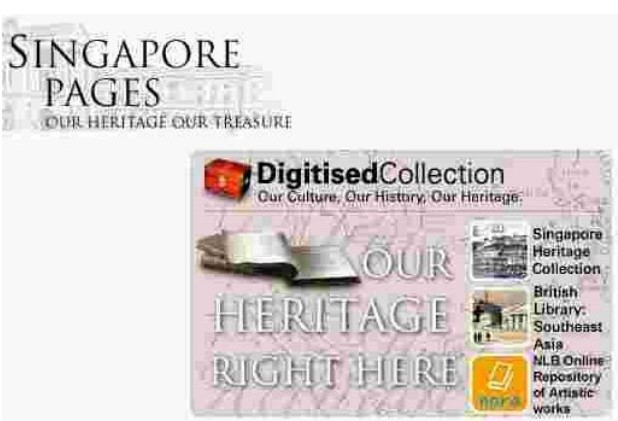 SINGAPORE
PAGES
OUR HERITAGE OUR TREASURE
DigitisedCollection
Our Culture, Our History, Our Heritage.
OUR
HERITAGE
RIGHT HERE
Singapore
Heritage
Collection
British
Library:
Southeast
Asia
NLB Online
Repository
of Artistic
works
nora